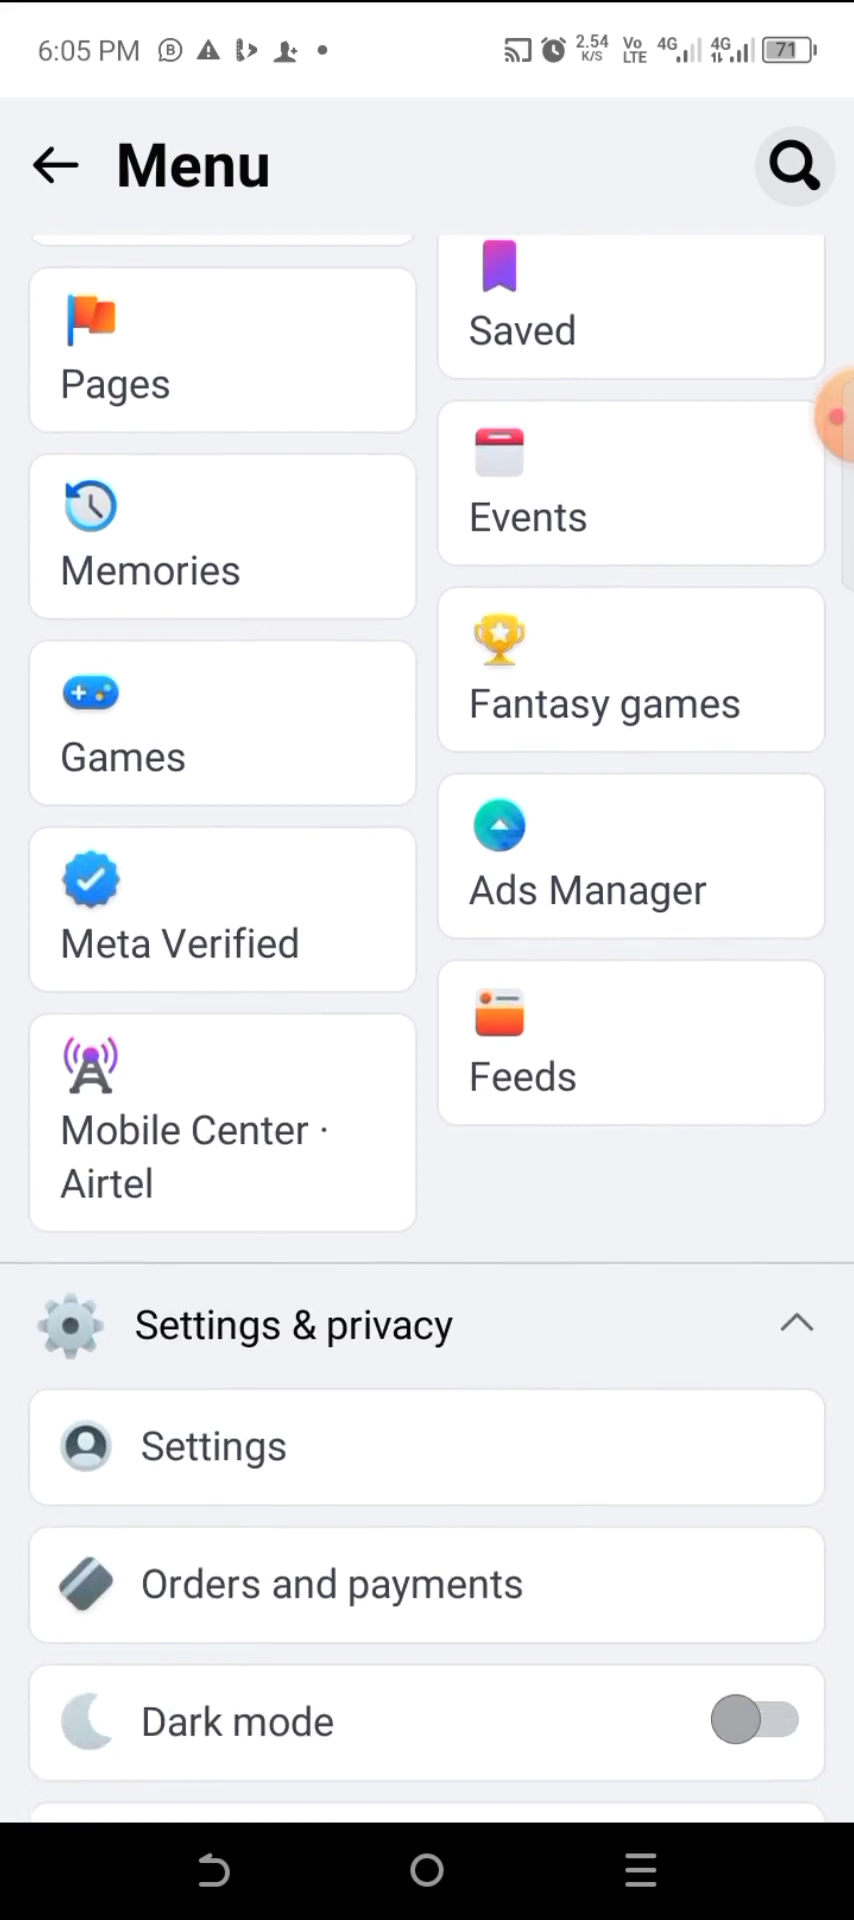 6:05 PM
2.54
K/S
Vo
LTE
4G
4G
71
Menu
Saved
Pages
Events
Memories
Fantasy games
Games
Ads Manager
Meta Verified
Feeds
Mobile Center ·
Airtel
Settings & privacy
Settings
Orders and payments
Dark mode